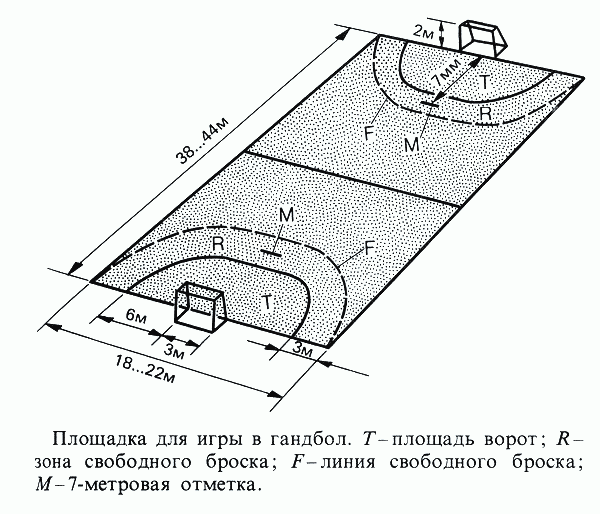 2м
7мм
T
R
F
M
38...44м
M
R
F
T
6м
3м
3м
18...22м
Площадка для игры в гандбол. T–площадь ворот; R–
зона свободного броска; F–линия свободного броска;
M–7-метровая отметка.